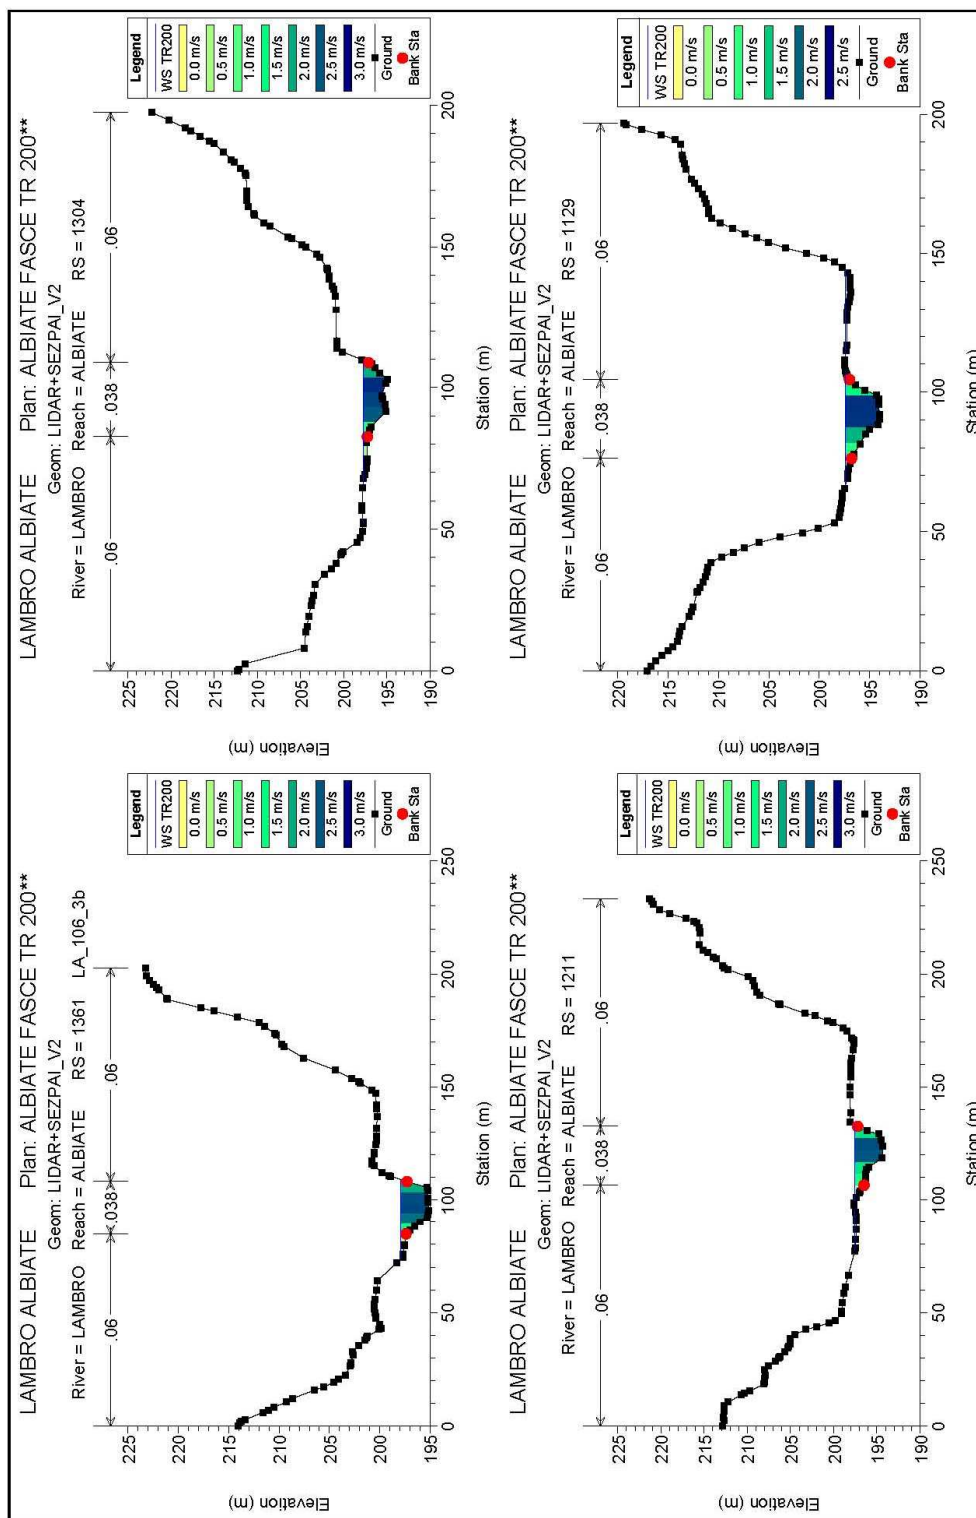 LAMBRO ALBIATE Plan: ALBIATE FASCE TR 200**
Geom: LIDAR+SEZPAI_V2
River = LAMBRO Reach = ALBIATE RS = 1361 LA_106_3b
.06
.038
.06
225
220
215
210
205
200
195
Elevation (m)
0
50
100
150
200
250
Station (m)
Legend
WS TR200
0.0 m/s
0.5 m/s
1.0 m/s
1.5 m/s
2.0 m/s
2.5 m/s
3.0 m/s
Ground
Bank Sta
LAMBRO ALBIATE Plan: ALBIATE FASCE TR 200**
Geom: LIDAR+SEZPAI_V2
River = LAMBRO Reach = ALBIATE RS = 1304
.06
.038
.06
225
220
215
210
205
200
195
190
Elevation (m)
0
50
100
150
200
Station (m)
Legend
WS TR200
0.0 m/s
0.5 m/s
1.0 m/s
1.5 m/s
2.0 m/s
2.5 m/s
3.0 m/s
Ground
Bank Sta
LAMBRO ALBIATE Plan: ALBIATE FASCE TR 200**
Geom: LIDAR+SEZPAI_V2
River = LAMBRO Reach = ALBIATE RS = 1211
.06
.038
.06
225
220
215
210
205
200
195
190
Elevation (m)
0
50
100
150
200
250
Station (m)
Legend
WS TR200
0.0 m/s
0.5 m/s
1.0 m/s
1.5 m/s
2.0 m/s
2.5 m/s
3.0 m/s
Ground
Bank Sta
LAMBRO ALBIATE Plan: ALBIATE FASCE TR 200**
Geom: LIDAR+SEZPAI_V2
River = LAMBRO Reach = ALBIATE RS = 1129
.06
.038
.06
220
215
210
205
200
195
190
Elevation (m)
0
50
100
150
200
Station (m)
Legend
WS TR200
0.0 m/s
0.5 m/s
1.0 m/s
1.5 m/s
2.0 m/s
2.5 m/s
Ground
Bank Sta